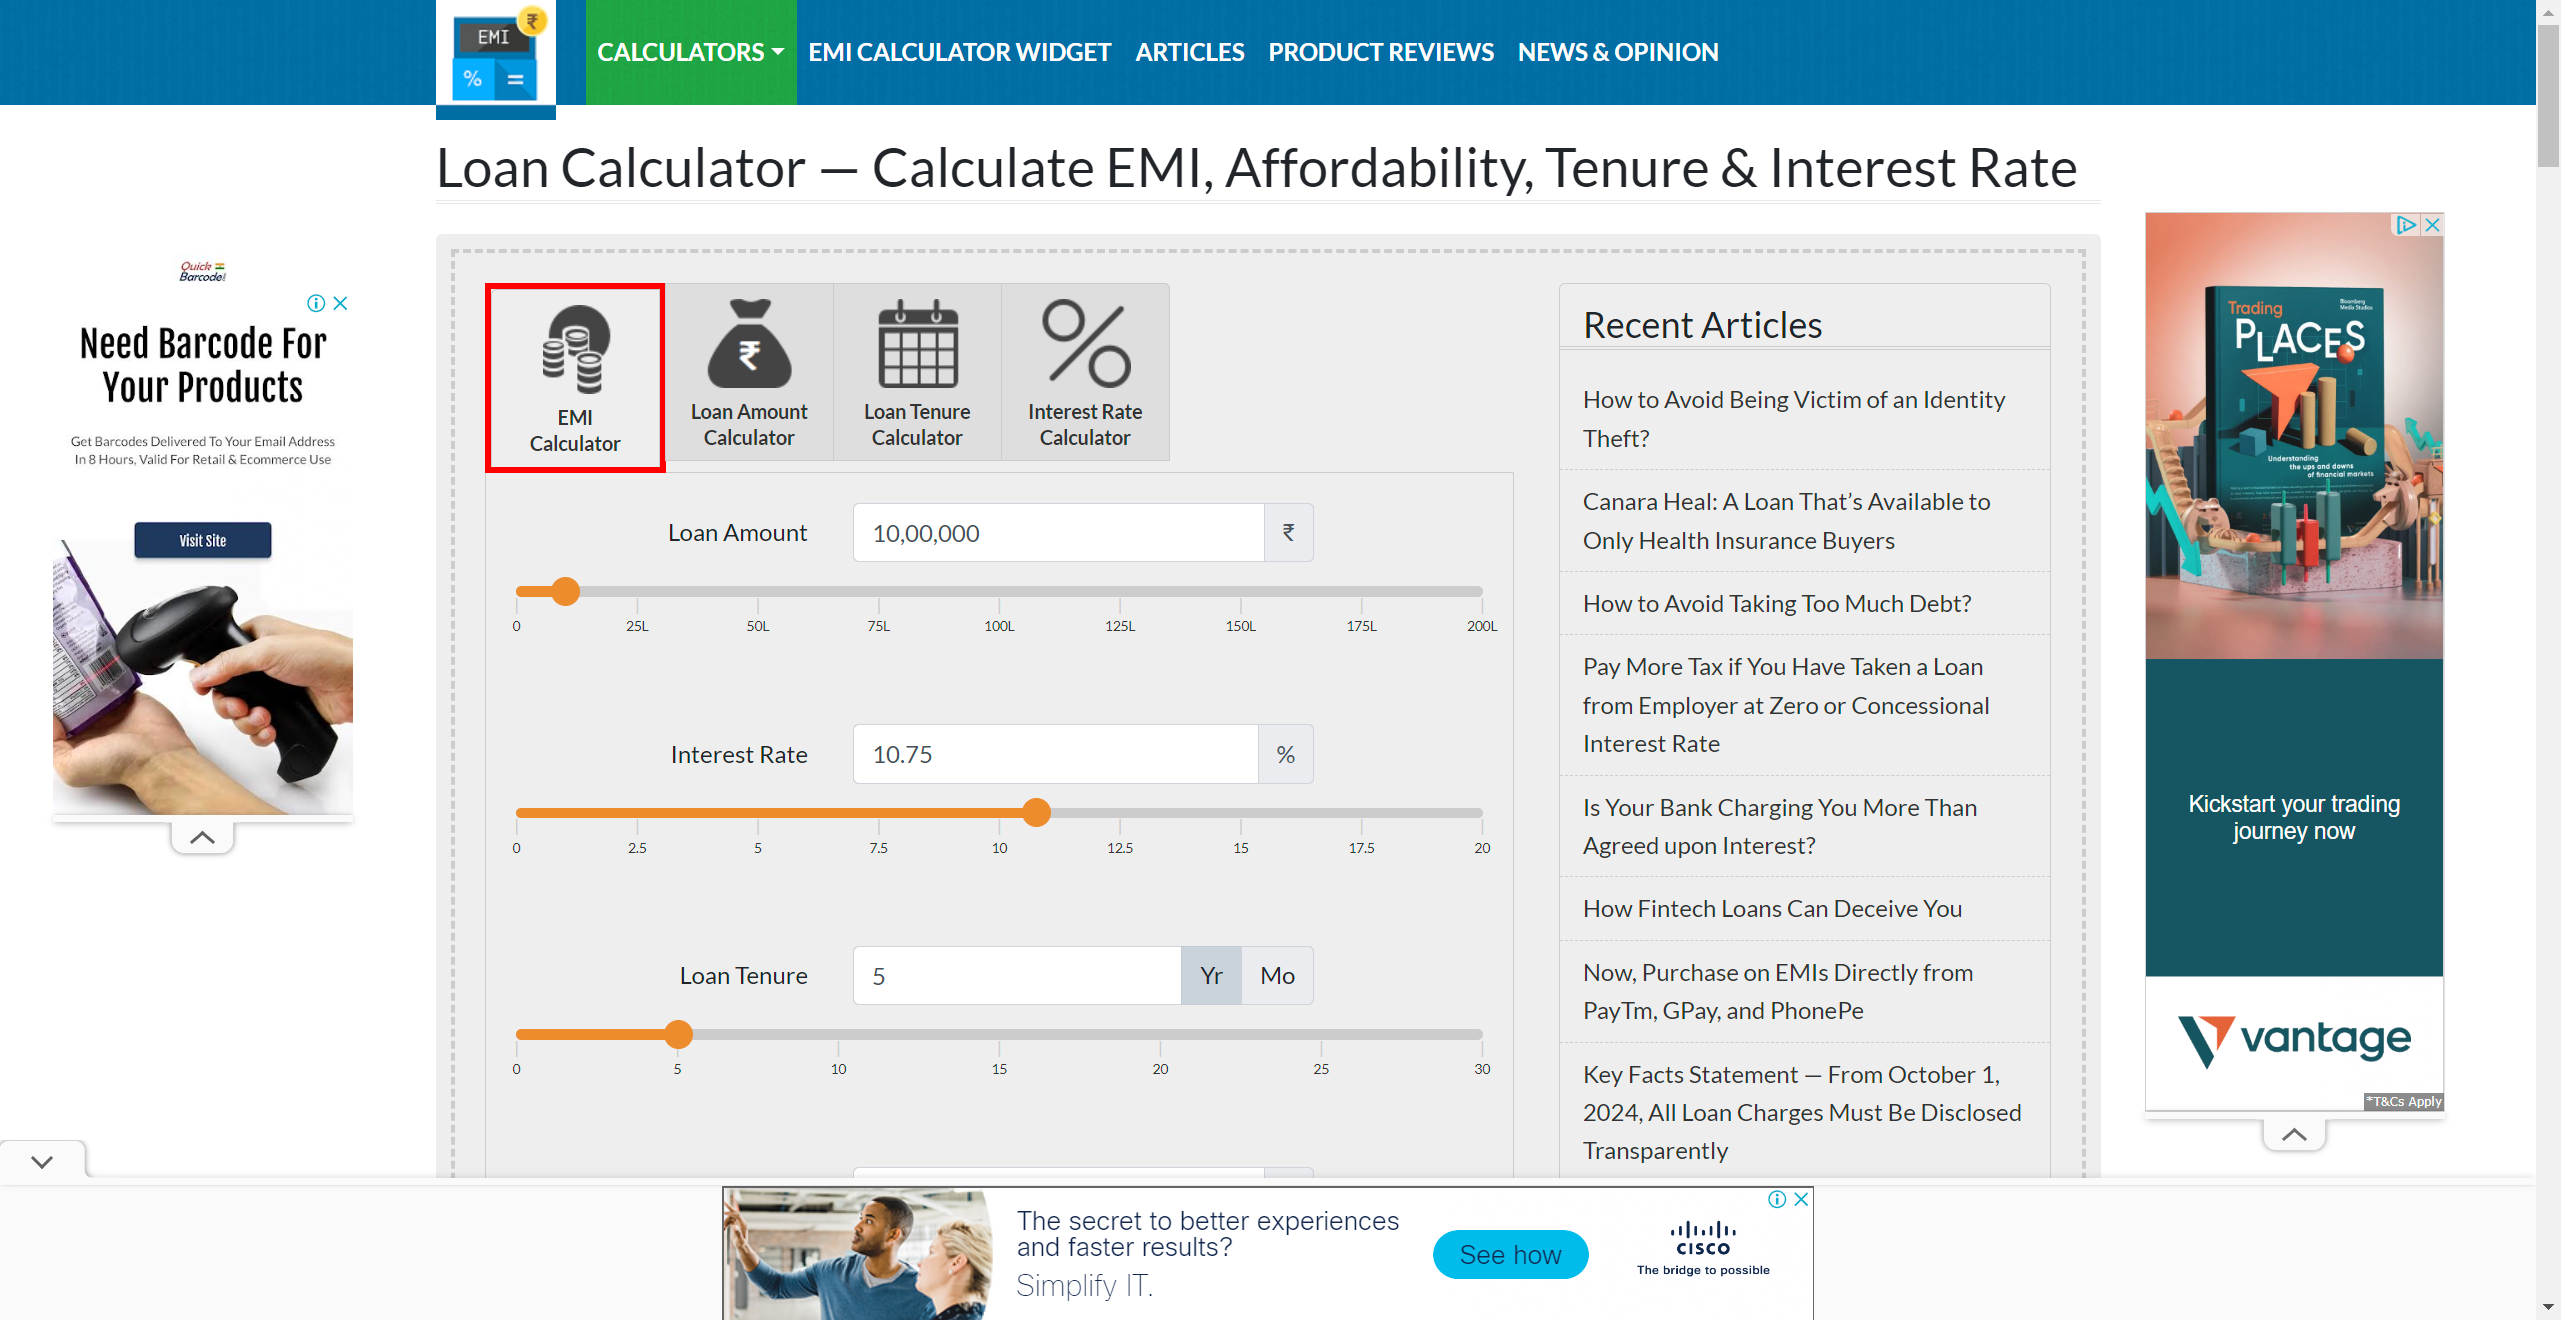 EMI
₹
%
=
CALCULATORS
EMI CALCULATOR WIDGET
ARTICLES
PRODUCT REVIEWS
NEWS & OPINION
Loan Calculator — Calculate EMI, Affordability, Tenure & Interest Rate
Quick
Barcode!
Need Barcode For
Your Products
Get Barcodes Delivered To Your Email Address
In 8 Hours, Valid For Retail & Ecommerce Use
Visit Site
EMI
Calculator
₹
Loan Amount
Calculator
Loan Tenure
Calculator
Interest Rate
Calculator
Loan Amount
10,00,000
₹
0 25L 50L 75L 100L 125L 150L 175L 200L
Interest Rate
10.75
%
0 2.5 5 7.5 10 12.5 15 17.5 20
Loan Tenure
5
Yr
Mo
0 5 10 15 20 25 30
Recent Articles
How to Avoid Being Victim of an Identity
Theft?
Canara Heal: A Loan That’s Available to
Only Health Insurance Buyers
How to Avoid Taking Too Much Debt?
Pay More Tax if You Have Taken a Loan
from Employer at Zero or Concessional
Interest Rate
Is Your Bank Charging You More Than
Agreed upon Interest?
How Fintech Loans Can Deceive You
Now, Purchase on EMIs Directly from
PayTm, GPay, and PhonePe
Key Facts Statement — From October 1,
2024, All Loan Charges Must Be Disclosed
Transparently
Trading
PLACES
Bloomberg
Media Studios
Understanding
the ups and downs
of financial markets
Kickstart your trading
journey now
vantage
*T&Cs Apply
The secret to better experiences
and faster results?
Simplify IT.
See how
CISCO
The bridge to possible